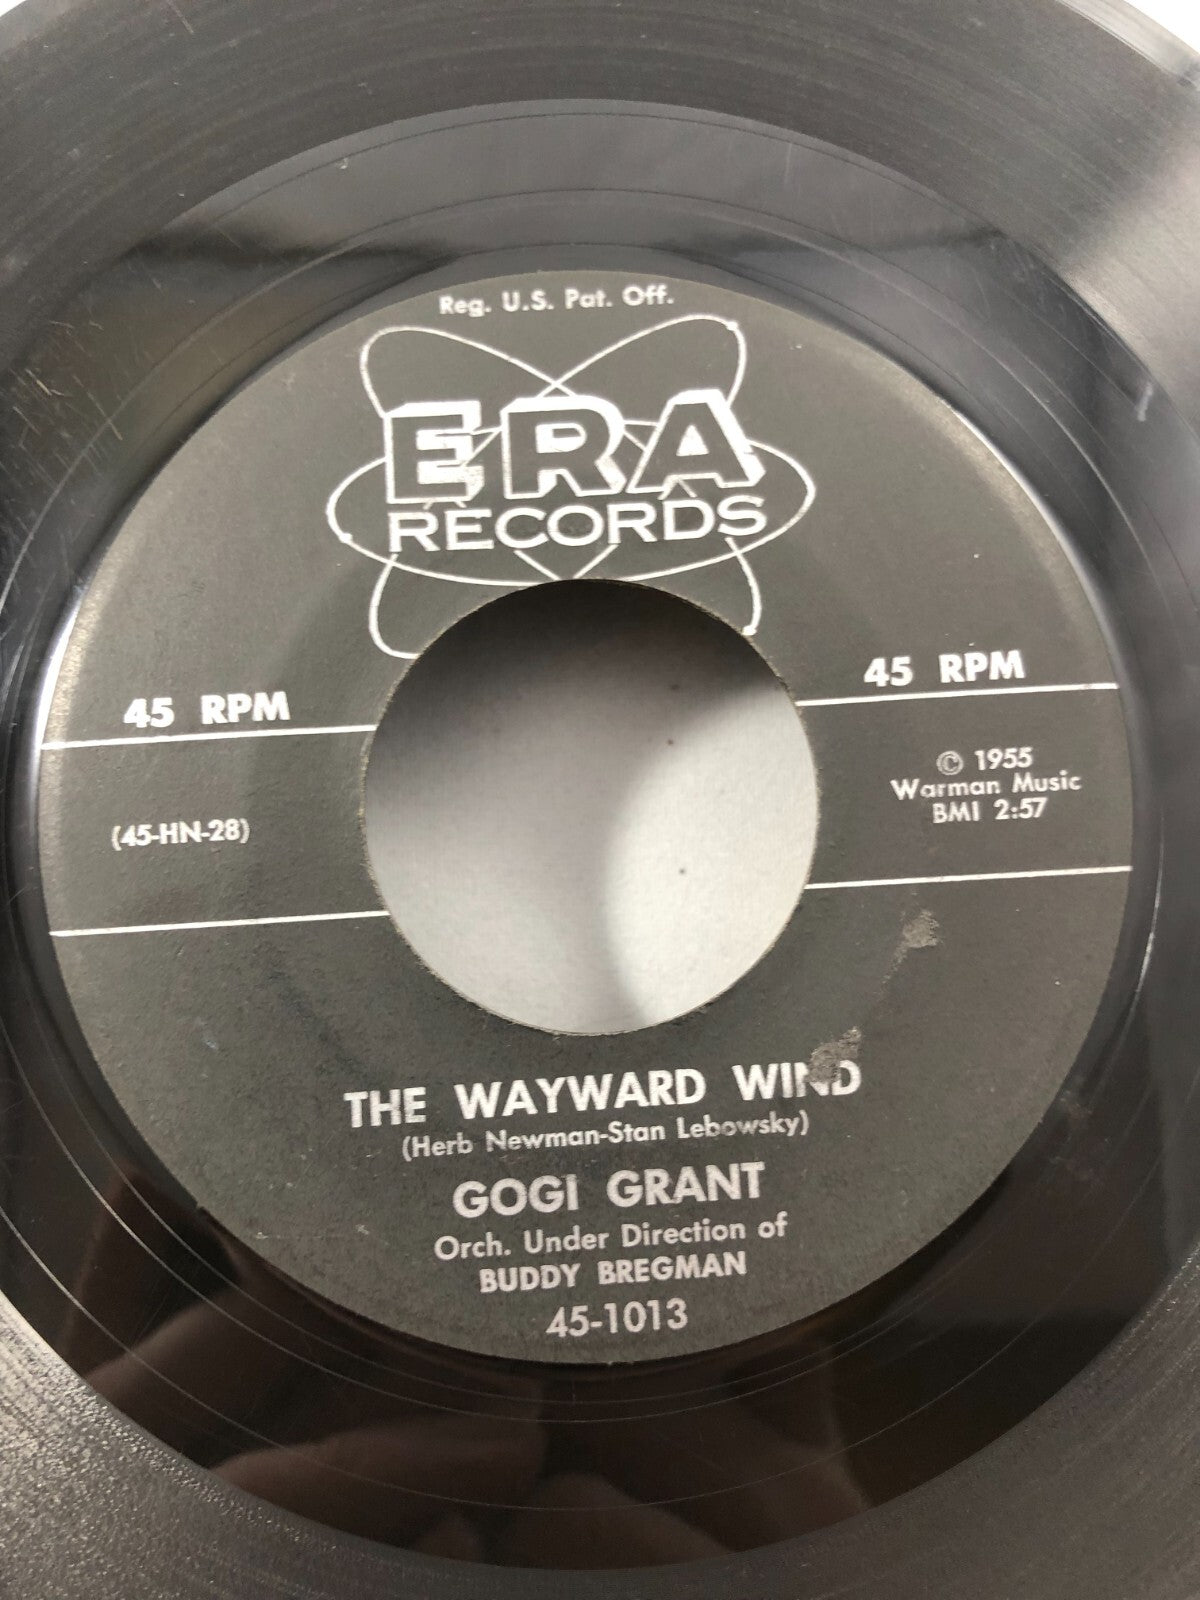 Reg. U.S. Pat. Off.
ERA
RECORDS
45 RPM
45 RPM
(45-HN-28)
© 1955
Warman Music
BMI 2:57
THE WAYWARD WIND
(Herb Newman-Stan Lebowsky)
GOGI GRANT
Orch. Under Direction of
BUDDY BREGMAN
45-1013